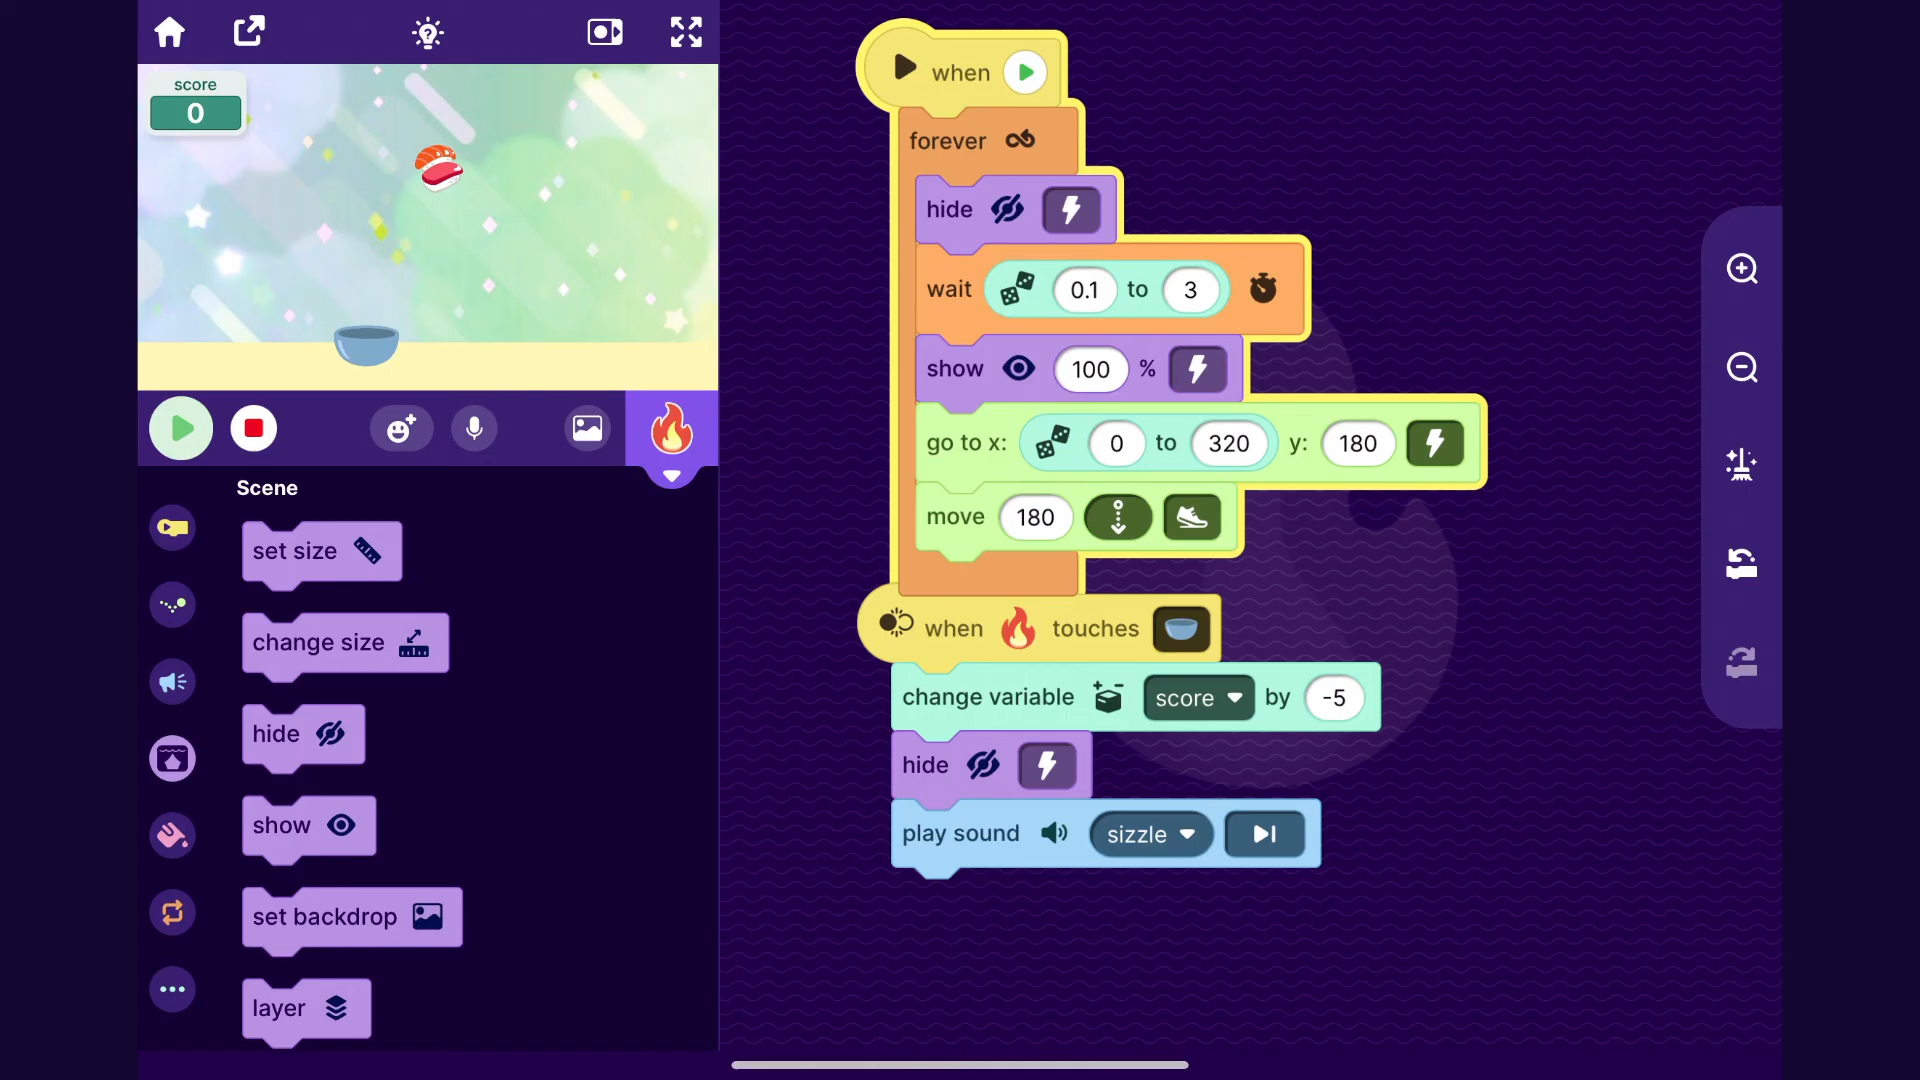 score
0
Scene
set size
change size
hide
show
set backdrop
layer
when
forever
hide
wait 0.1 to 3
show 100 %
go to x: 0 to 320 y: 180
move 180
when touches
change variable score by -5
hide
play sound sizzle